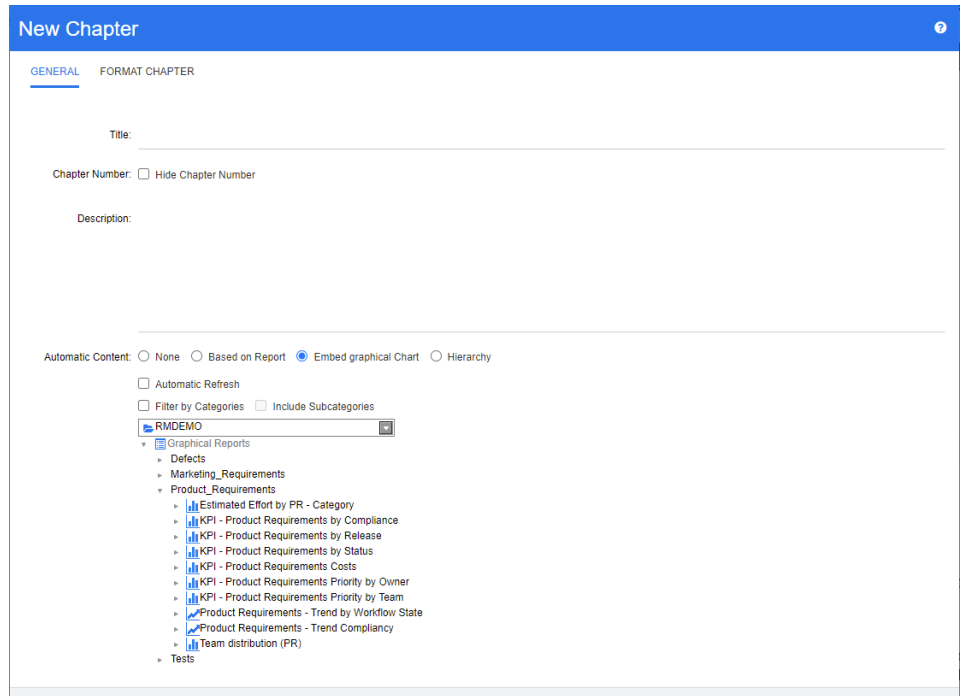 New Chapter
?
GENERAL FORMAT CHAPTER
Title:
Chapter Number: Hide Chapter Number
Description:
Automatic Content: None Based on Report Embed graphical Chart Hierarchy
Automatic Refresh
Filter by Categories Include Subcategories
RMDEMO
Graphical Reports
Defects
Marketing_Requirements
Product_Requirements
Estimated Effort by PR - Category
KPI - Product Requirements by Compliance
KPI - Product Requirements by Release
KPI - Product Requirements by Status
KPI - Product Requirements Costs
KPI - Product Requirements Priority by Owner
KPI - Product Requirements Priority by Team
Product Requirements - Trend by Workflow State
Product Requirements - Trend Compliancy
Team distribution (PR)
Tests